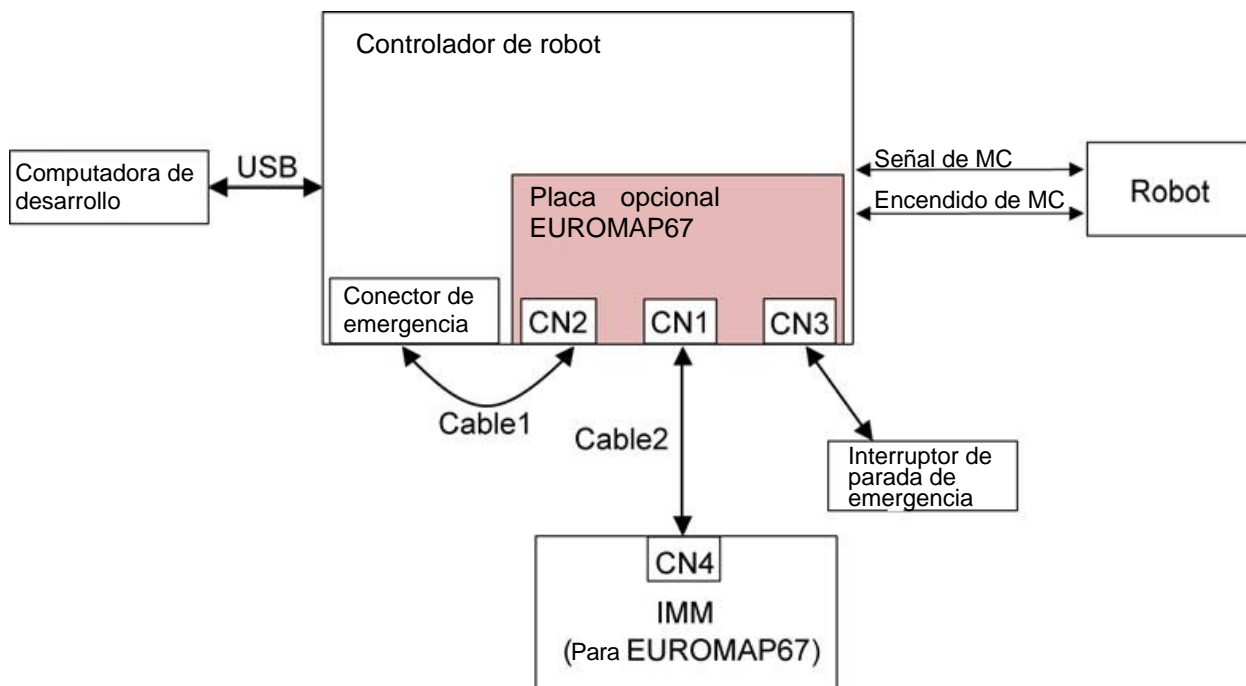 Controlador de robot
Computadora de
desarrollo
USB
Placa opcional
EUROMAP67
Señal de MC
Encendido de MC
Robot
Conector de
emergencia
CN2
CN1
CN3
Cable1
Cable2
Interruptor de
parada de
emergencia
CN4
IMM
(Para EUROMAP67)